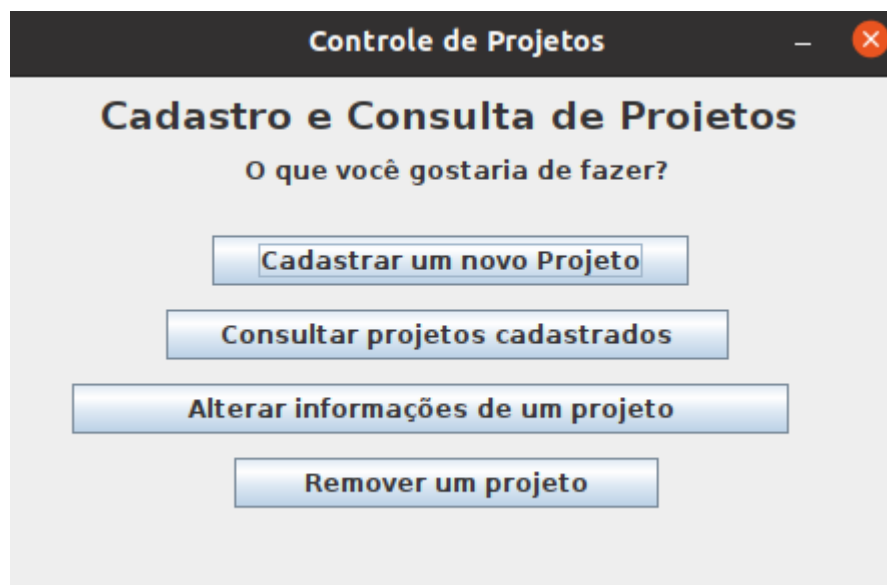 Controle de Projetos
Cadastro e Consulta de Projetos
O que você gostaria de fazer?
Cadastrar um novo Projeto
Consultar projetos cadastrados
Alterar informações de um projeto
Remover um projeto